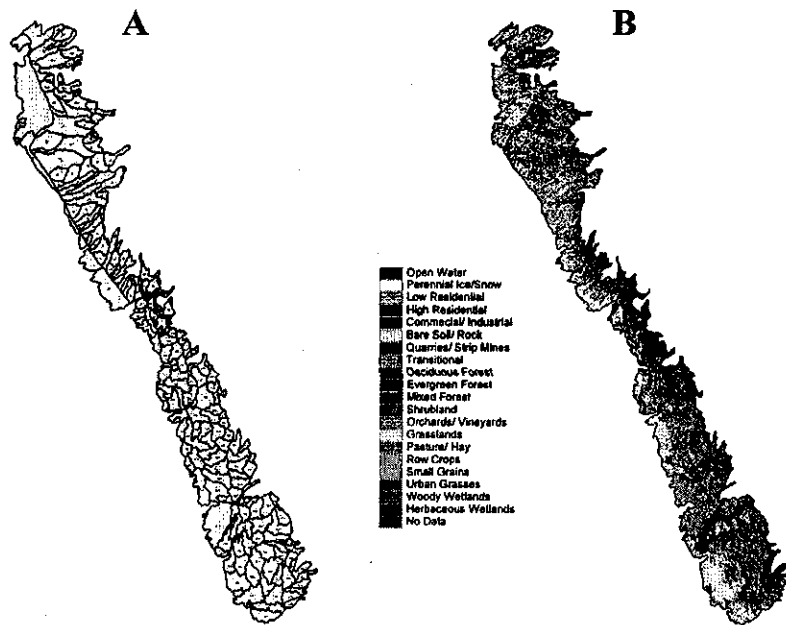 A
B
Open Water
Perennial Ice/Snow
Low Residential
High Residential
Commecial/ Industrial
Bare Soil/ Rock
Quarries/ Strip Mines
Transitional
Deciduous Forest
Evergreen Forest
Mixed Forest
Shrubland
Orchards/ Vineyards
Grasslands
Pasture/ Hay
Row Crops
Small Grains
Urban Grasses
Woody Wetlands
Herbaceous Wetlands
No Data